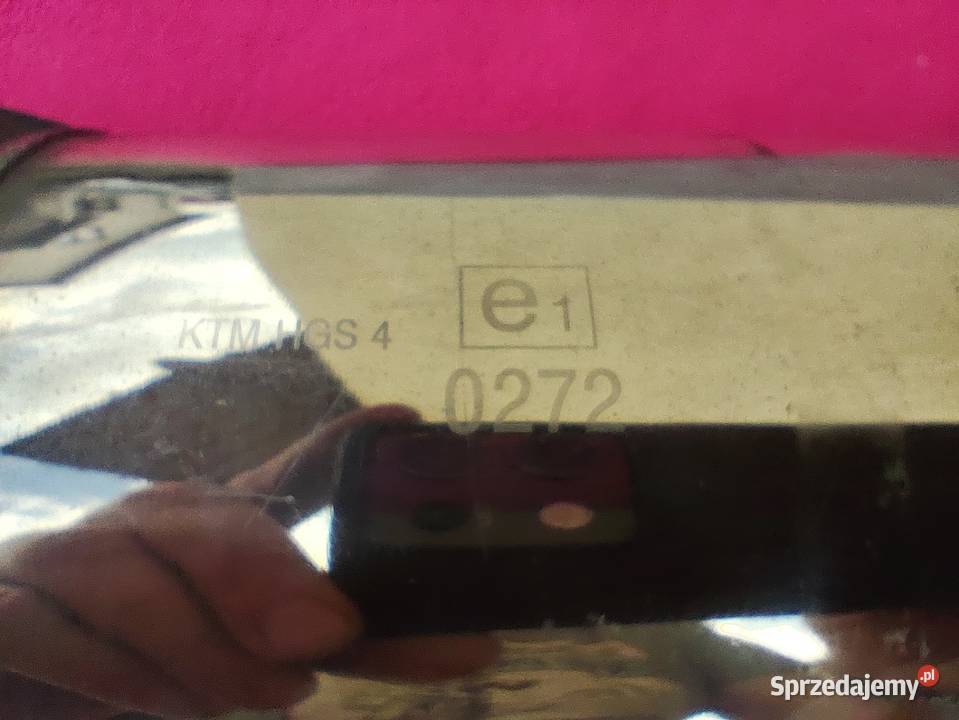 e1
KTM HGS 4
0272
Sprzedajemy.pl